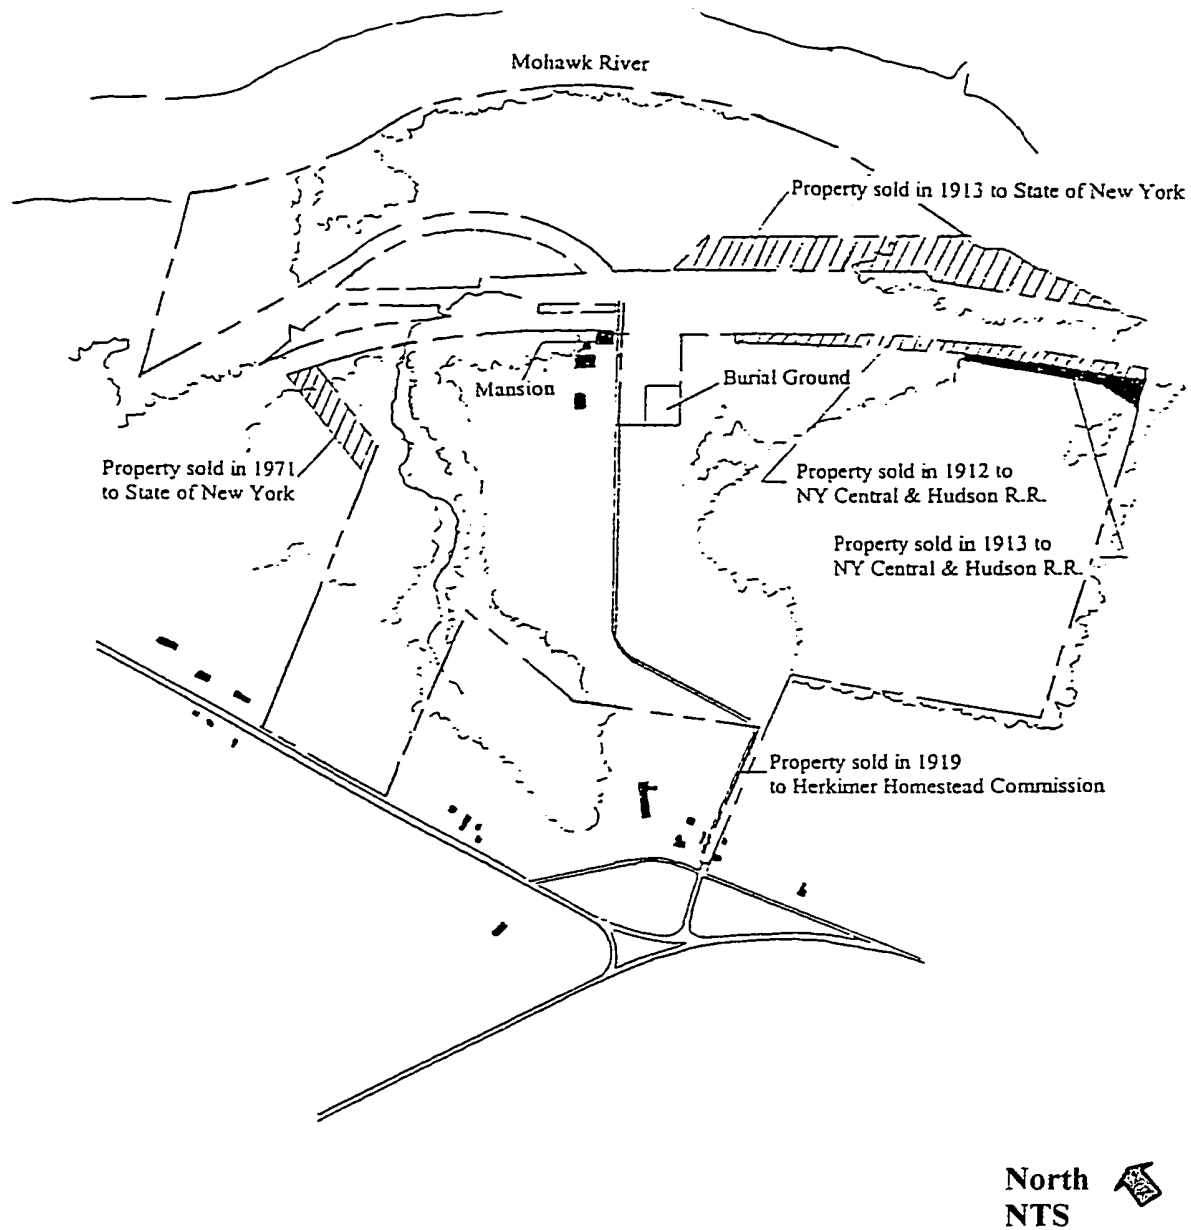 Mohawk River
Property sold in 1913 to State of New York
Mansion
Burial Ground
Property sold in 1971
to State of New York
Property sold in 1912 to
NY Central & Hudson R.R.
Property sold in 1913 to
NY Central & Hudson R.R.
Property sold in 1919
to Herkimer Homestead Commission
North
NTS